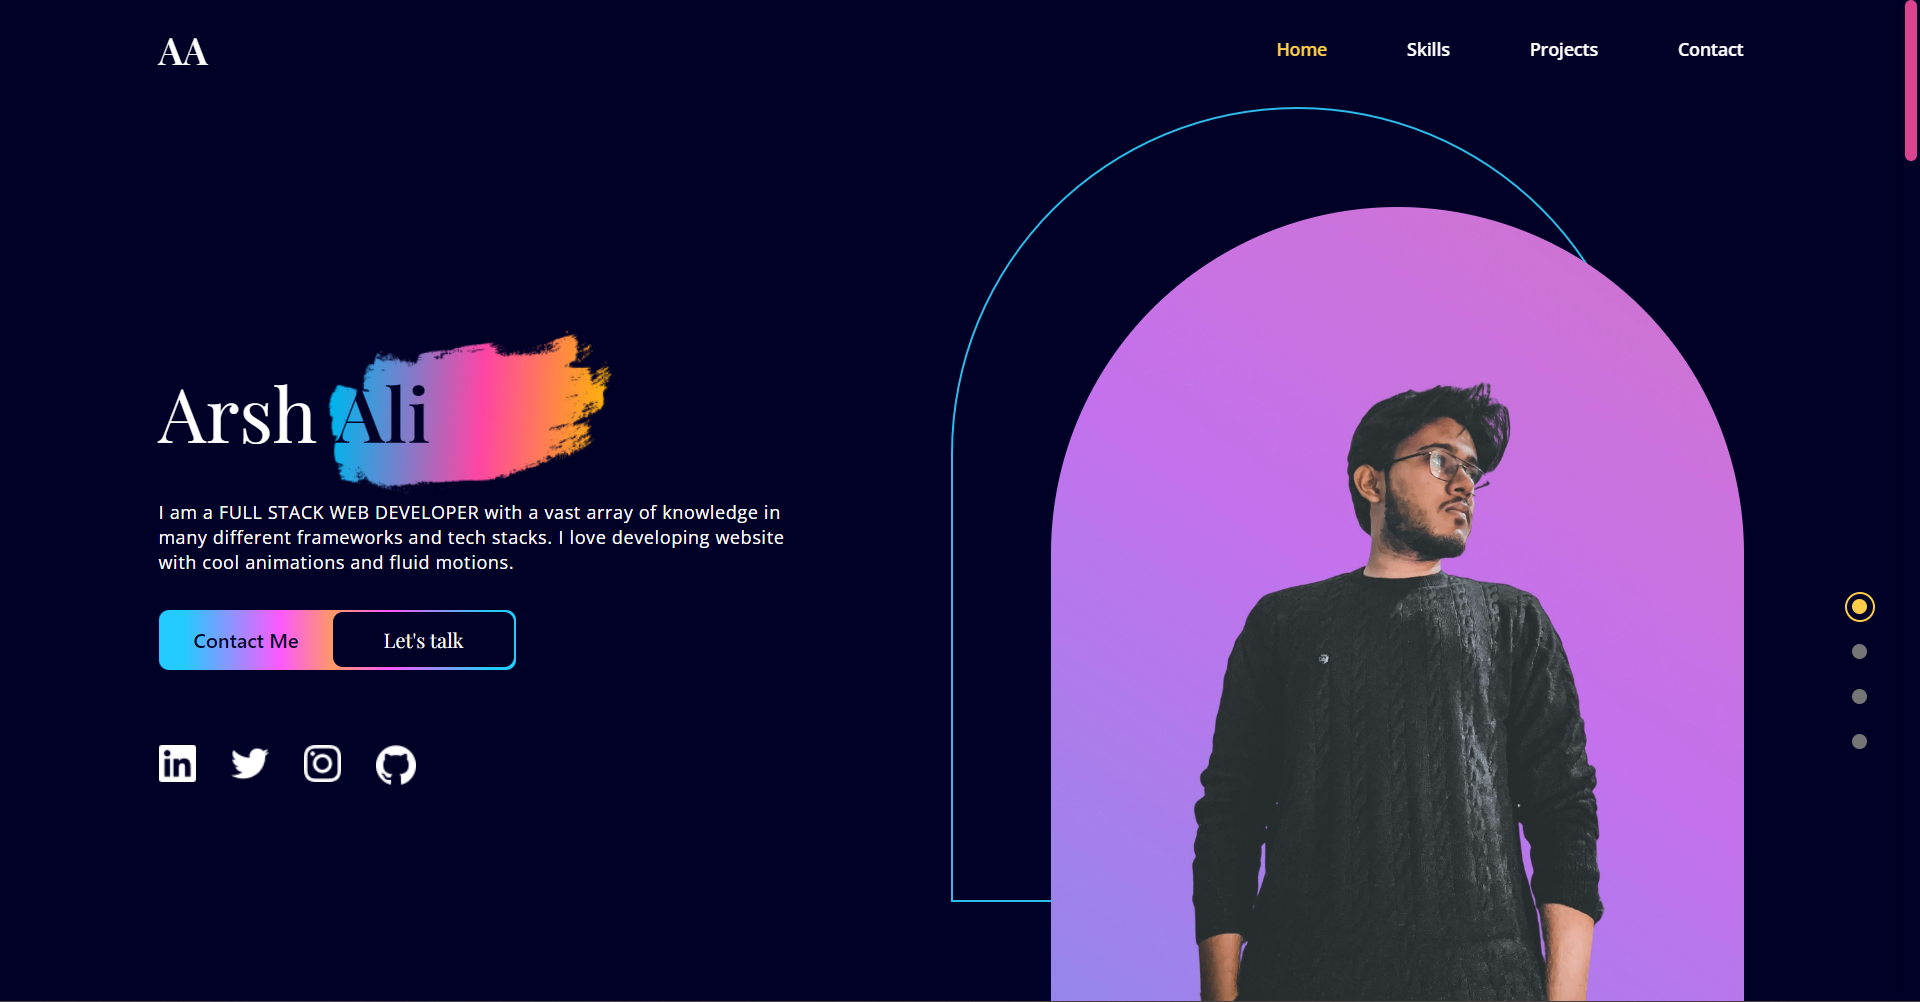 AA
Home Skills Projects Contact
Arsh Ali
I am a FULL STACK WEB DEVELOPER with a vast array of knowledge in
many different frameworks and tech stacks. I love developing website
with cool animations and fluid motions.
Contact Me Let's talk
in